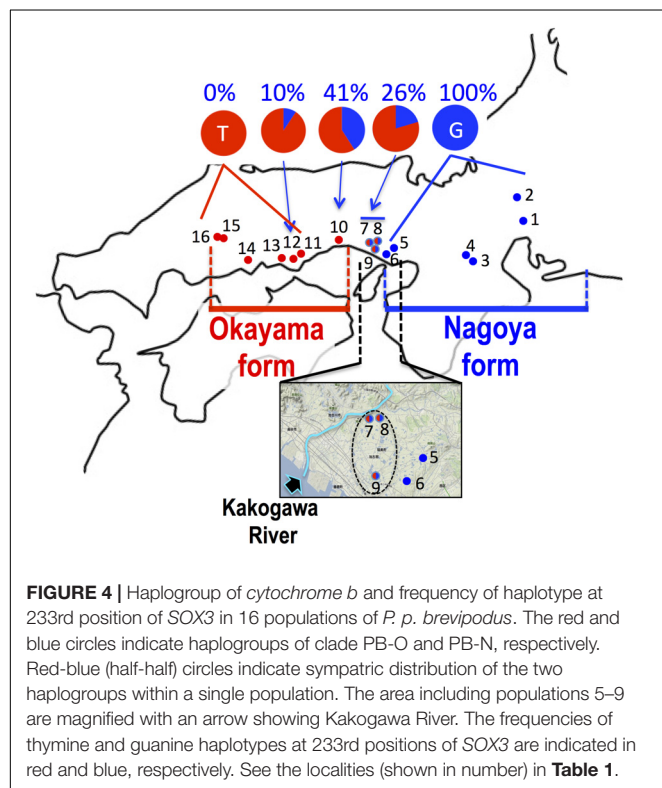 0% 10% 41% 26% 100%
T G
2
1
16 15 14 13 12 11 10 7 8 9 5 6 4 3
Okayama
form
Nagoya
form
7 8
5
9 6
Kakogawa
River
FIGURE 4 | Haplogroup of cytochrome b and frequency of haplotype at
233rd position of SOX3 in 16 populations of P. p. brevipodus. The red and
blue circles indicate haplogroups of clade PB-O and PB-N, respectively.
Red-blue (half-half) circles indicate sympatric distribution of the two
haplogroups within a single population. The area including populations 5–9
are magnified with an arrow showing Kakogawa River. The frequencies of
thymine and guanine haplotypes at 233rd positions of SOX3 are indicated in
red and blue, respectively. See the localities (shown in number) in Table 1.